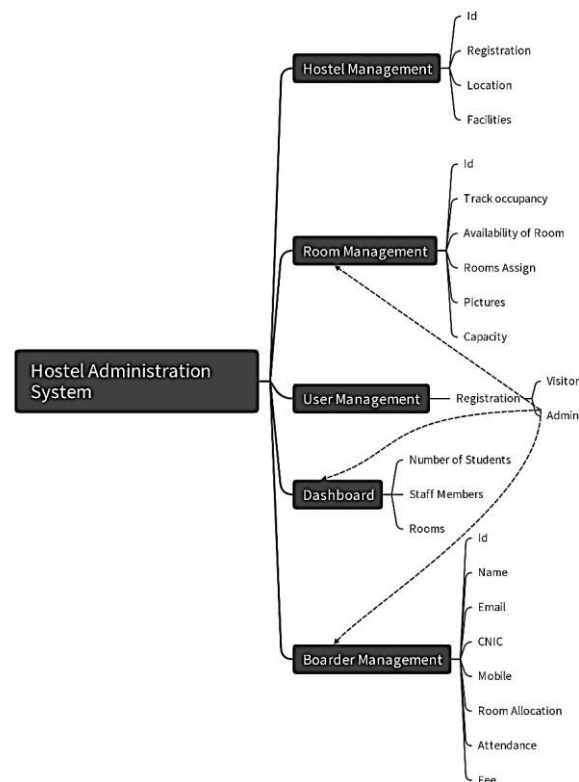 Id
Registration
Hostel Management
Location
Facilities
Id
Track occupancy
Availability of Room
Room Management
Rooms Assign
Pictures
Capacity
Hostel Administration
System
User Management
Registration
Visitor
Admin
Number of Students
Dashboard
Staff Members
Rooms
Id
Name
Email
CNIC
Boarder Management
Mobile
Room Allocation
Attendance
Fee